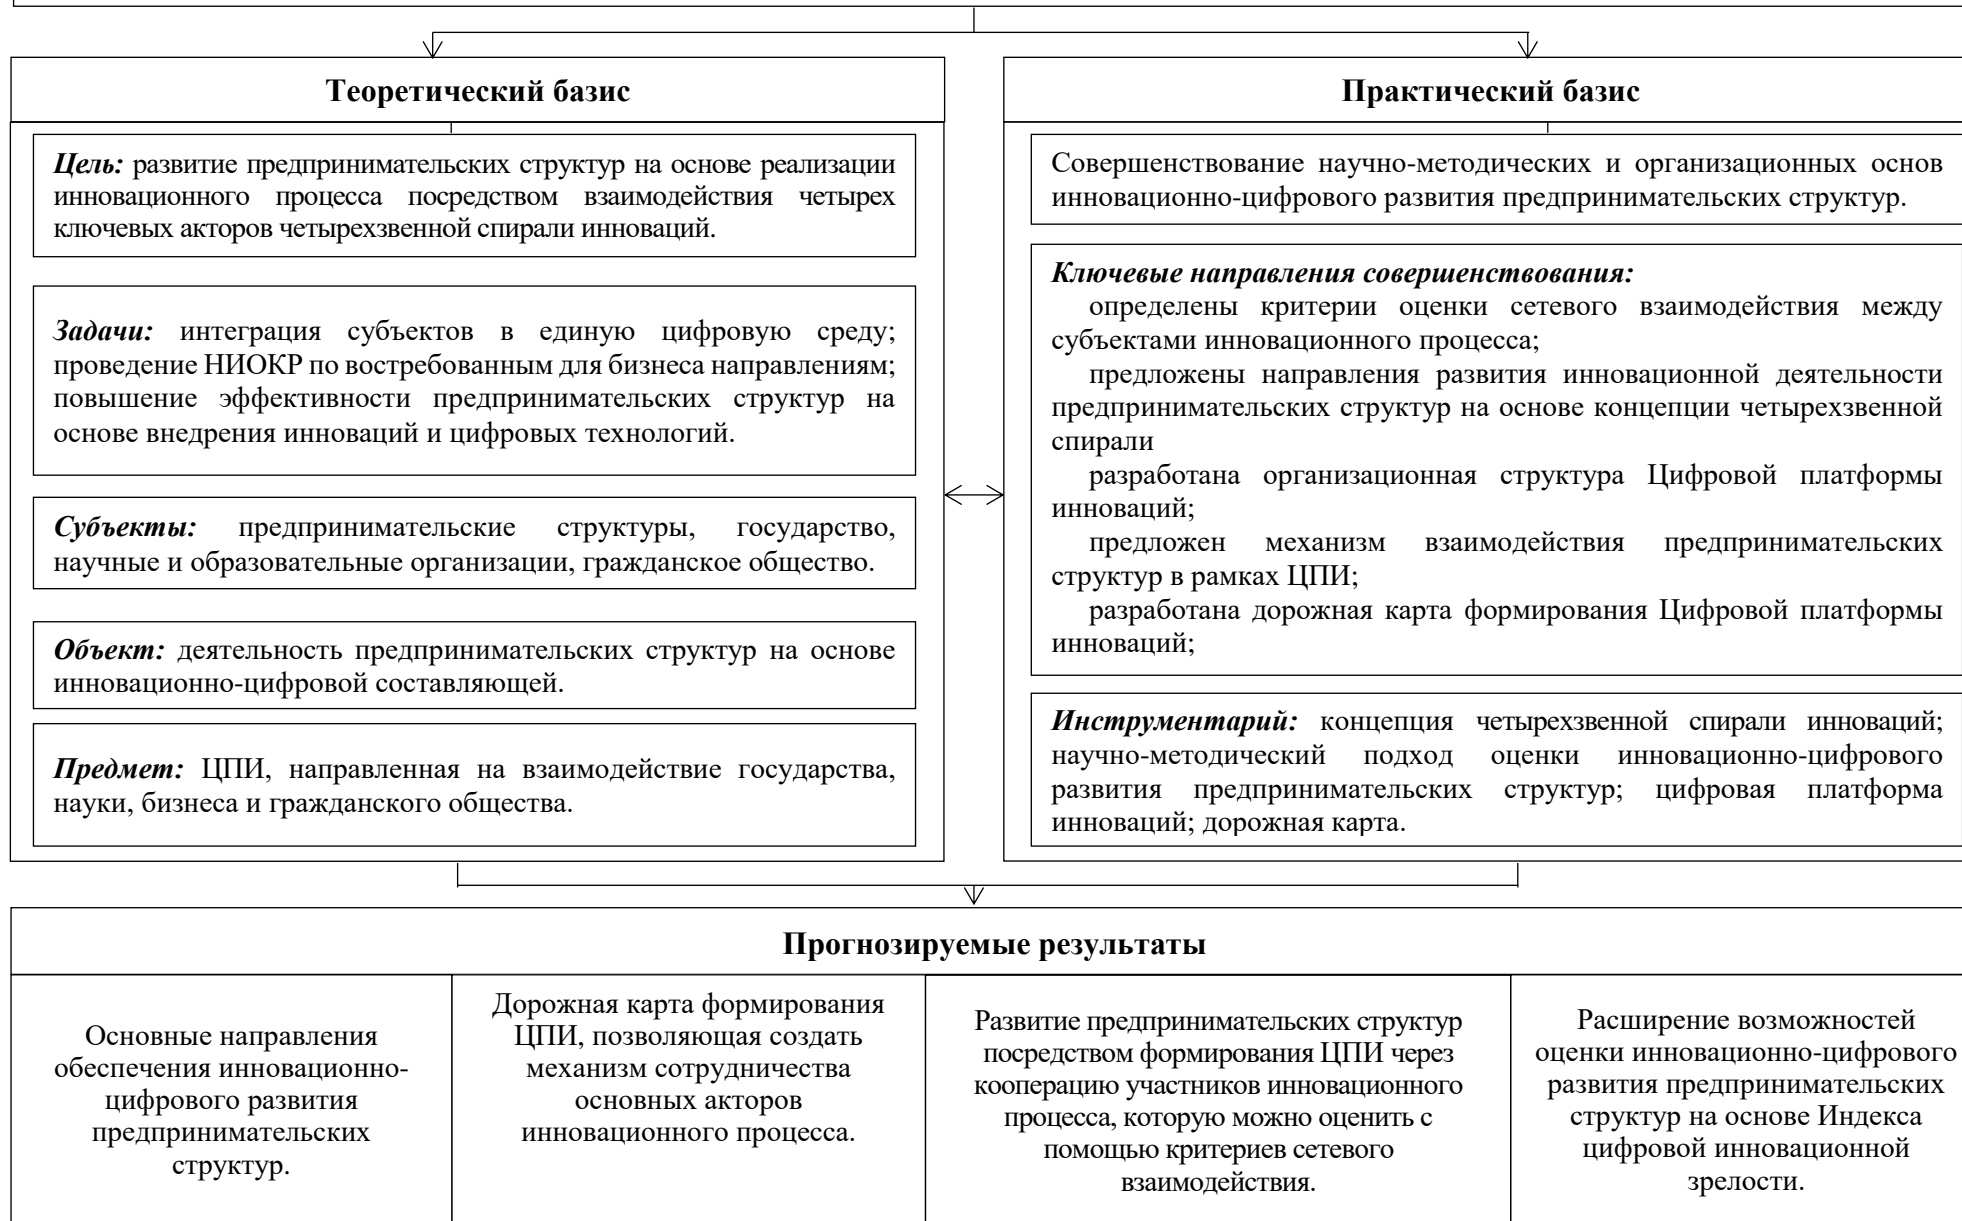 Теоретический базис
Цель: развитие предпринимательских структур на основе реализации
инновационного процесса посредством взаимодействия четырех
ключевых акторов четырехзвенной спирали инноваций.
Задачи: интеграция субъектов в единую цифровую среду;
проведение НИОКР по востребованным для бизнеса направлениям;
повышение эффективности предпринимательских структур на
основе внедрения инноваций и цифровых технологий.
Субъекты: предпринимательские структуры, государство,
научные и образовательные организации, гражданское общество.
Объект: деятельность предпринимательских структур на основе
инновационно-цифровой составляющей.
Предмет: ЦПИ, направленная на взаимодействие государства,
науки, бизнеса и гражданского общества.
Практический базис
Совершенствование научно-методических и организационных основ
инновационно-цифрового развития предпринимательских структур.
Ключевые направления совершенствования:
определены критерии оценки сетевого взаимодействия между
субъектами инновационного процесса;
предложены направления развития инновационной деятельности
предпринимательских структур на основе концепции четырехзвенной
спирали
разработана организационная структура Цифровой платформы
инноваций;
предложен механизм взаимодействия предпринимательских
структур в рамках ЦПИ;
разработана дорожная карта формирования Цифровой платформы
инноваций;
Инструментарий: концепция четырехзвенной спирали инноваций;
научно-методический подход оценки инновационно-цифрового
развития предпринимательских структур; цифровая платформа
инноваций; дорожная карта.
Прогнозируемые результаты
Основные направления
обеспечения инновационно-
цифрового развития
предпринимательских
структур.
Дорожная карта формирования
ЦПИ, позволяющая создать
механизм сотрудничества
основных акторов
инновационного процесса.
Развитие предпринимательских структур
посредством формирования ЦПИ через
кооперацию участников инновационного
процесса, которую можно оценить с
помощью критериев сетевого
взаимодействия.
Расширение возможностей
оценки инновационно-цифрового
развития предпринимательских
структур на основе Индекса
цифровой инновационной
зрелости.